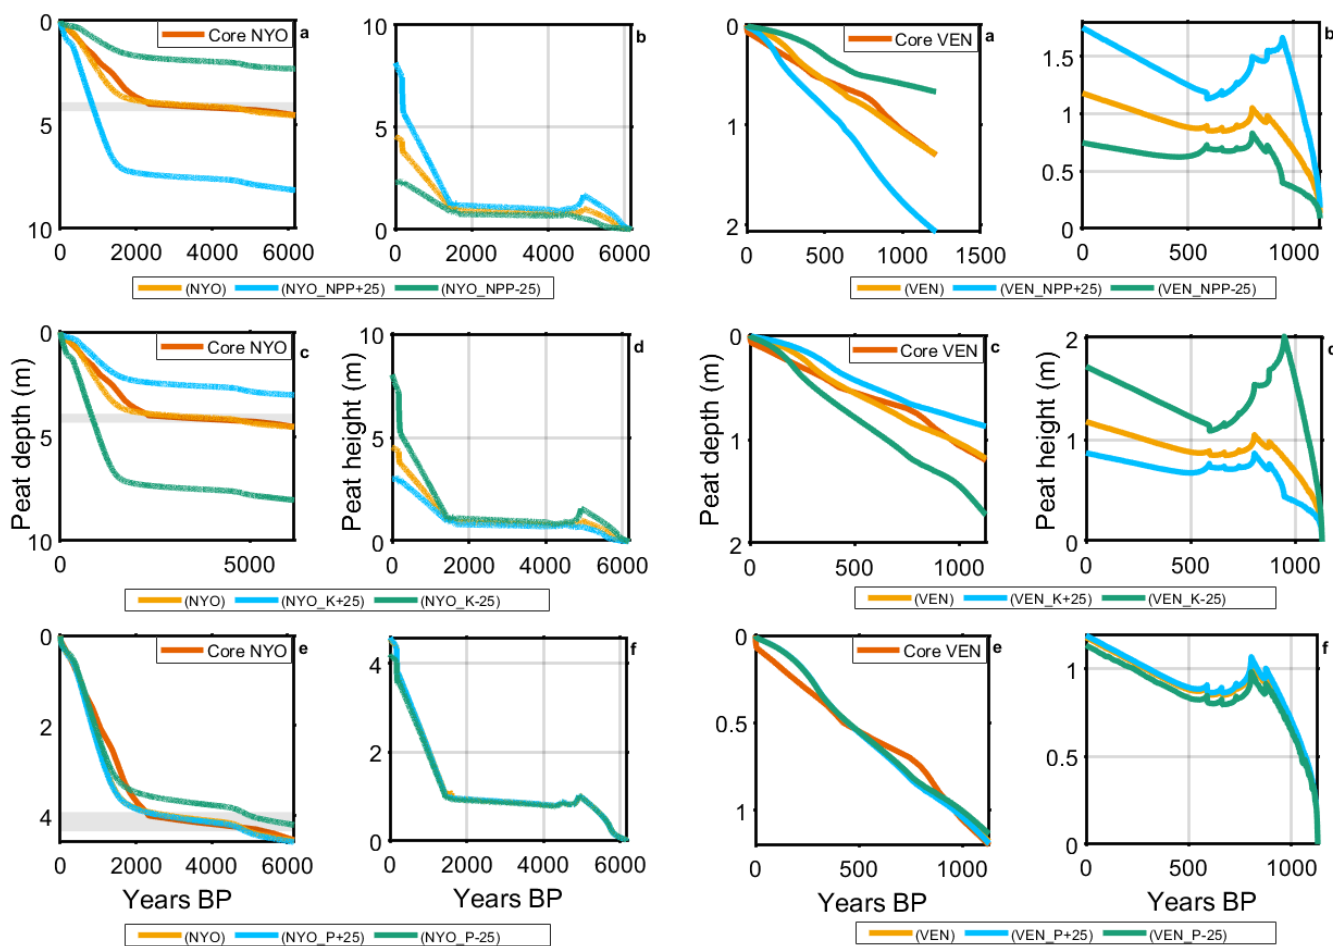 0
5
10
Core NYO
a
0 2000 4000 6000
10
5
0
b
0 2000 4000 6000
(NYO) (NYO_NPP+25) (NYO_NPP-25)
0
1
2
Core VEN
a
0 500 1000 1500
1.5
1
0.5
0
b
0 500 1000
(VEN) (VEN_NPP+25) (VEN_NPP-25)
Peat depth (m)
0
5
10
Core NYO
c
0 5000
Peat height (m)
10
5
0
d
0 2000 4000 6000
(NYO) (NYO_K+25) (NYO_K-25)
Peat depth (m)
0
1
2
Core VEN
c
0 500 1000
Peat height (m)
2
1
0
d
0 500 1000
(VEN) (VEN_K+25) (VEN_K-25)
0
2
4
Core NYO
e
0 2000 4000 6000
Years BP
4
2
0
f
0 2000 4000 6000
Years BP
(NYO) (NYO_P+25) (NYO_P-25)
0
0.5
1
Core VEN
e
0 500 1000
Years BP
1
0.5
0
f
0 500 1000
Years BP
(VEN) (VEN_P+25) (VEN_P-25)